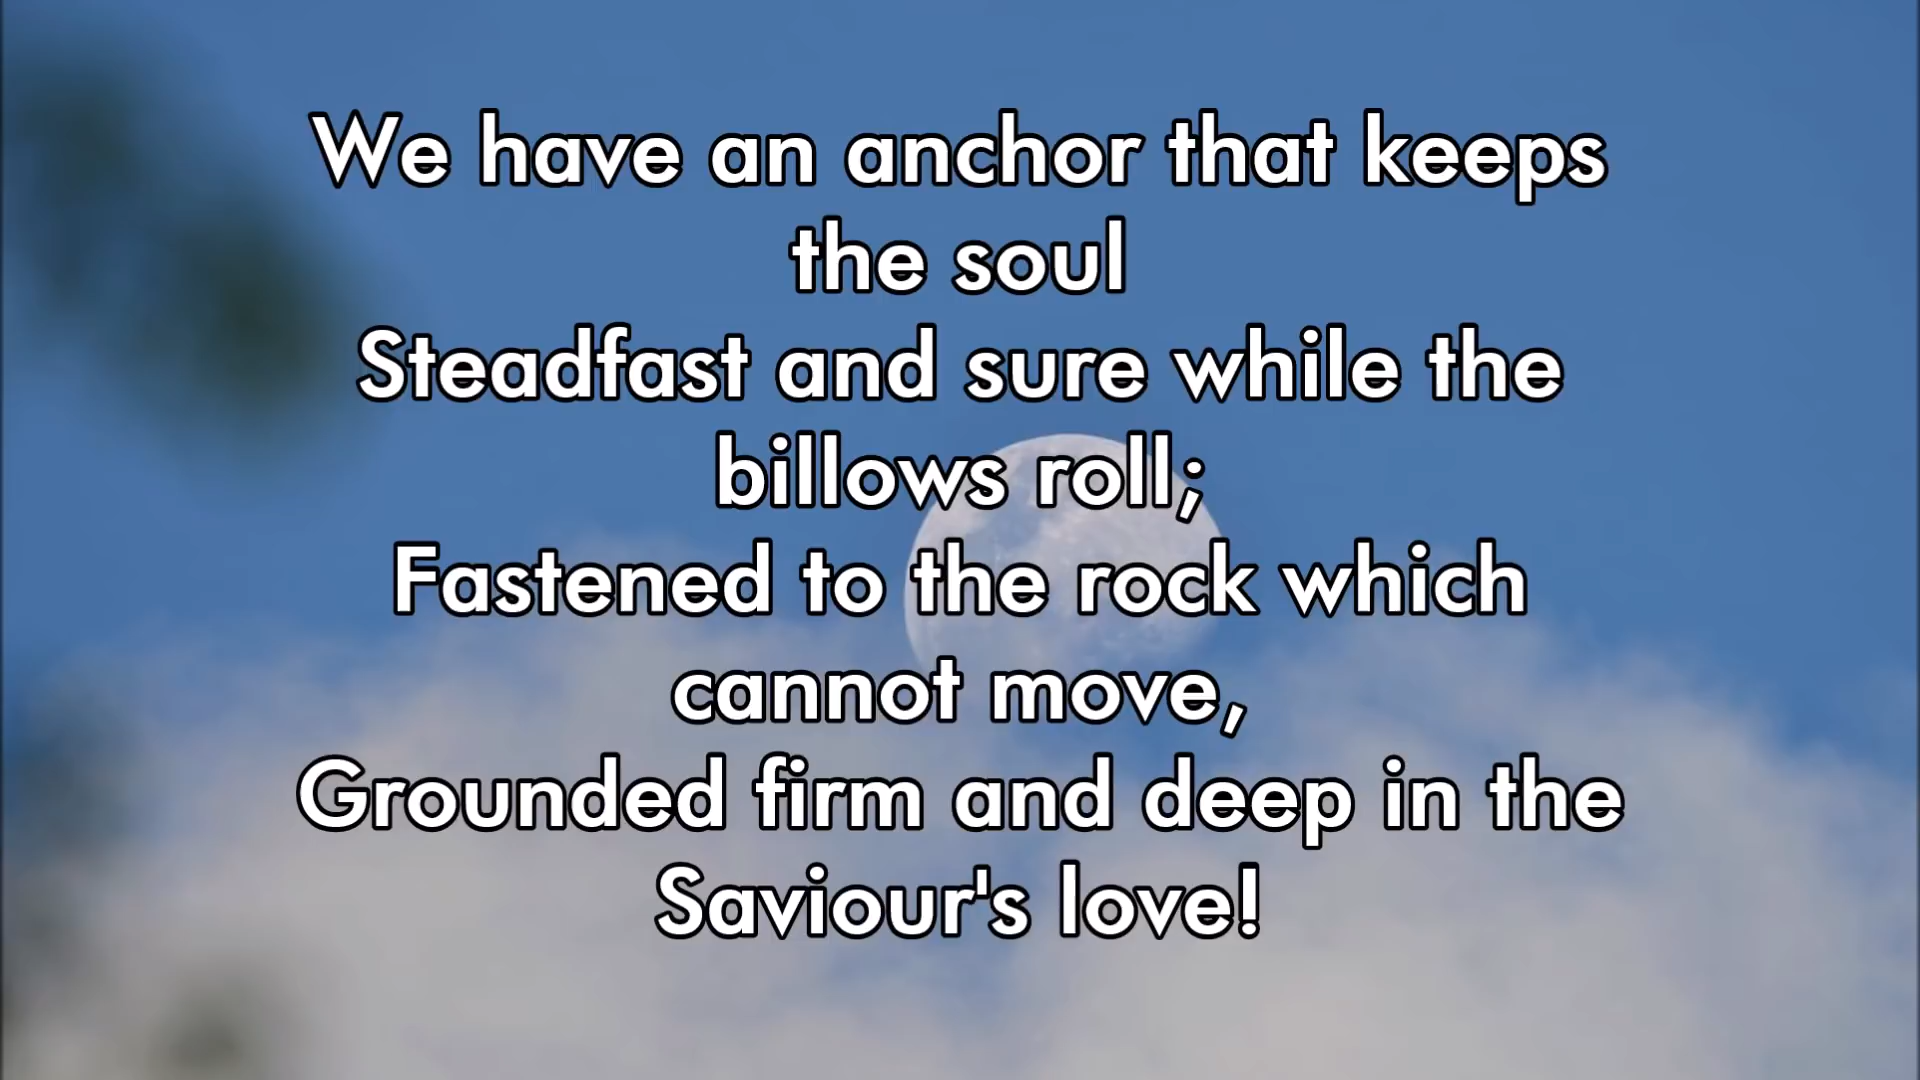 We have an anchor that keeps
the soul
Steadfast and sure while the
billows roll;
Fastened to the rock which
cannot move,
Grounded firm and deep in the
Saviour's love!